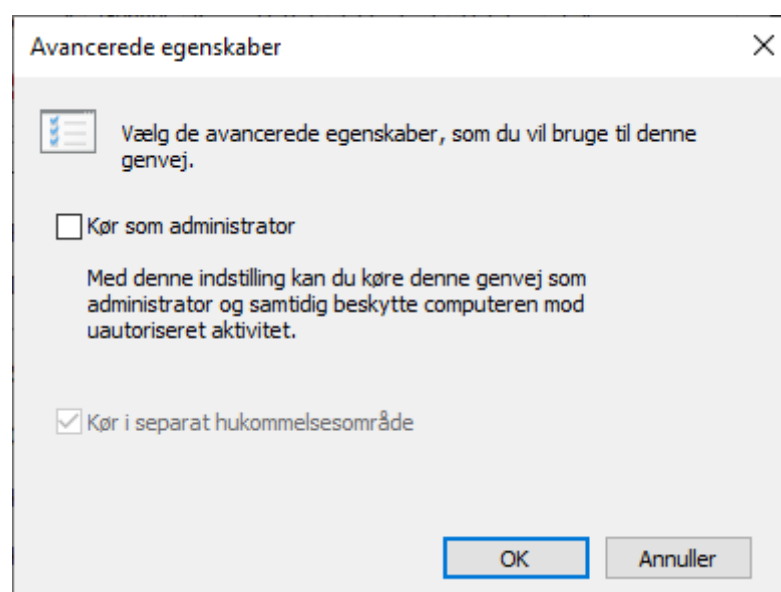 Avancerede egenskaber
Vælg de avancerede egenskaber, som du vil bruge til denne
genvej.
Kør som administrator
Med denne indstilling kan du køre denne genvej som
administrator og samtidig beskytte computeren mod
uautoriseret aktivitet.
Kør i separat hukommelsesområde
OK
Annuller